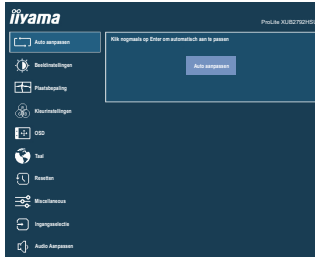 iiyama
ProLite XUB2792HSU
Auto aanpassen
Klik nogmaals op Enter om automatisch aan te passen
Auto aanpassen
Beeldinstellingen
Plaatsbepaling
Kleurinstellingen
OSD
Taal
Resetten
Miscellaneous
Ingangsselectie
Audio Aanpassen